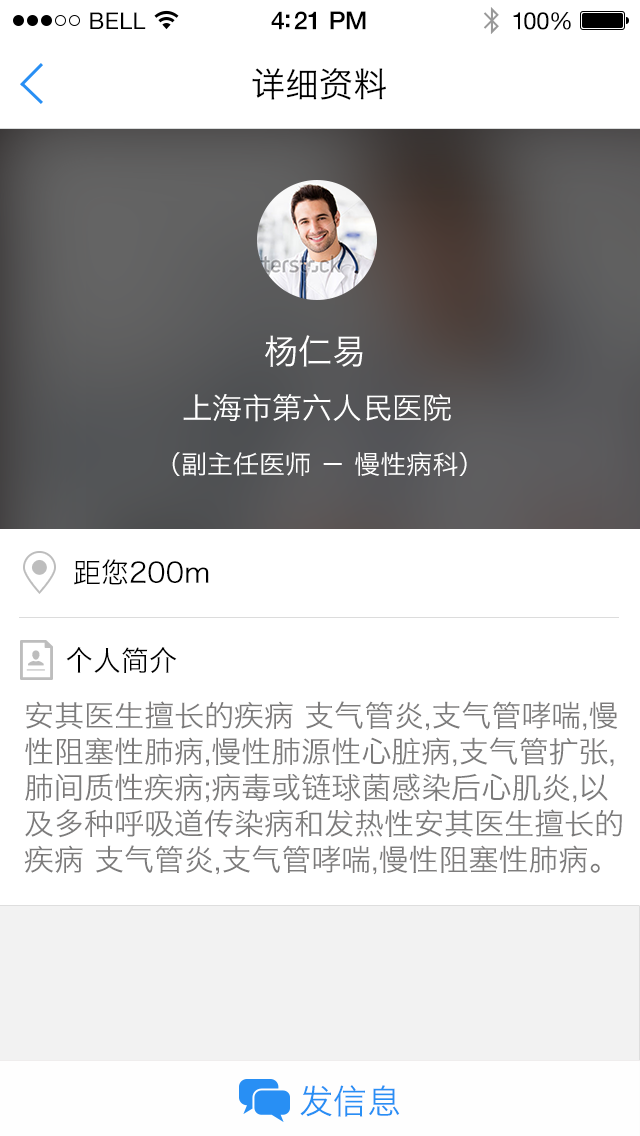 BELL 4:21 PM 100%
详细资料
terstock
杨仁易
上海市第六人民医院
（副主任医师 － 慢性病科）
距您200m
个人简介
安其医生擅长的疾病 支气管炎,支气管哮喘,慢
性阻塞性肺病,慢性肺源性心脏病,支气管扩张,
肺间质性疾病;病毒或链球菌感染后心肌炎,以
及多种呼吸道传染病和发热性安其医生擅长的
疾病 支气管炎,支气管哮喘,慢性阻塞性肺病。
发信息